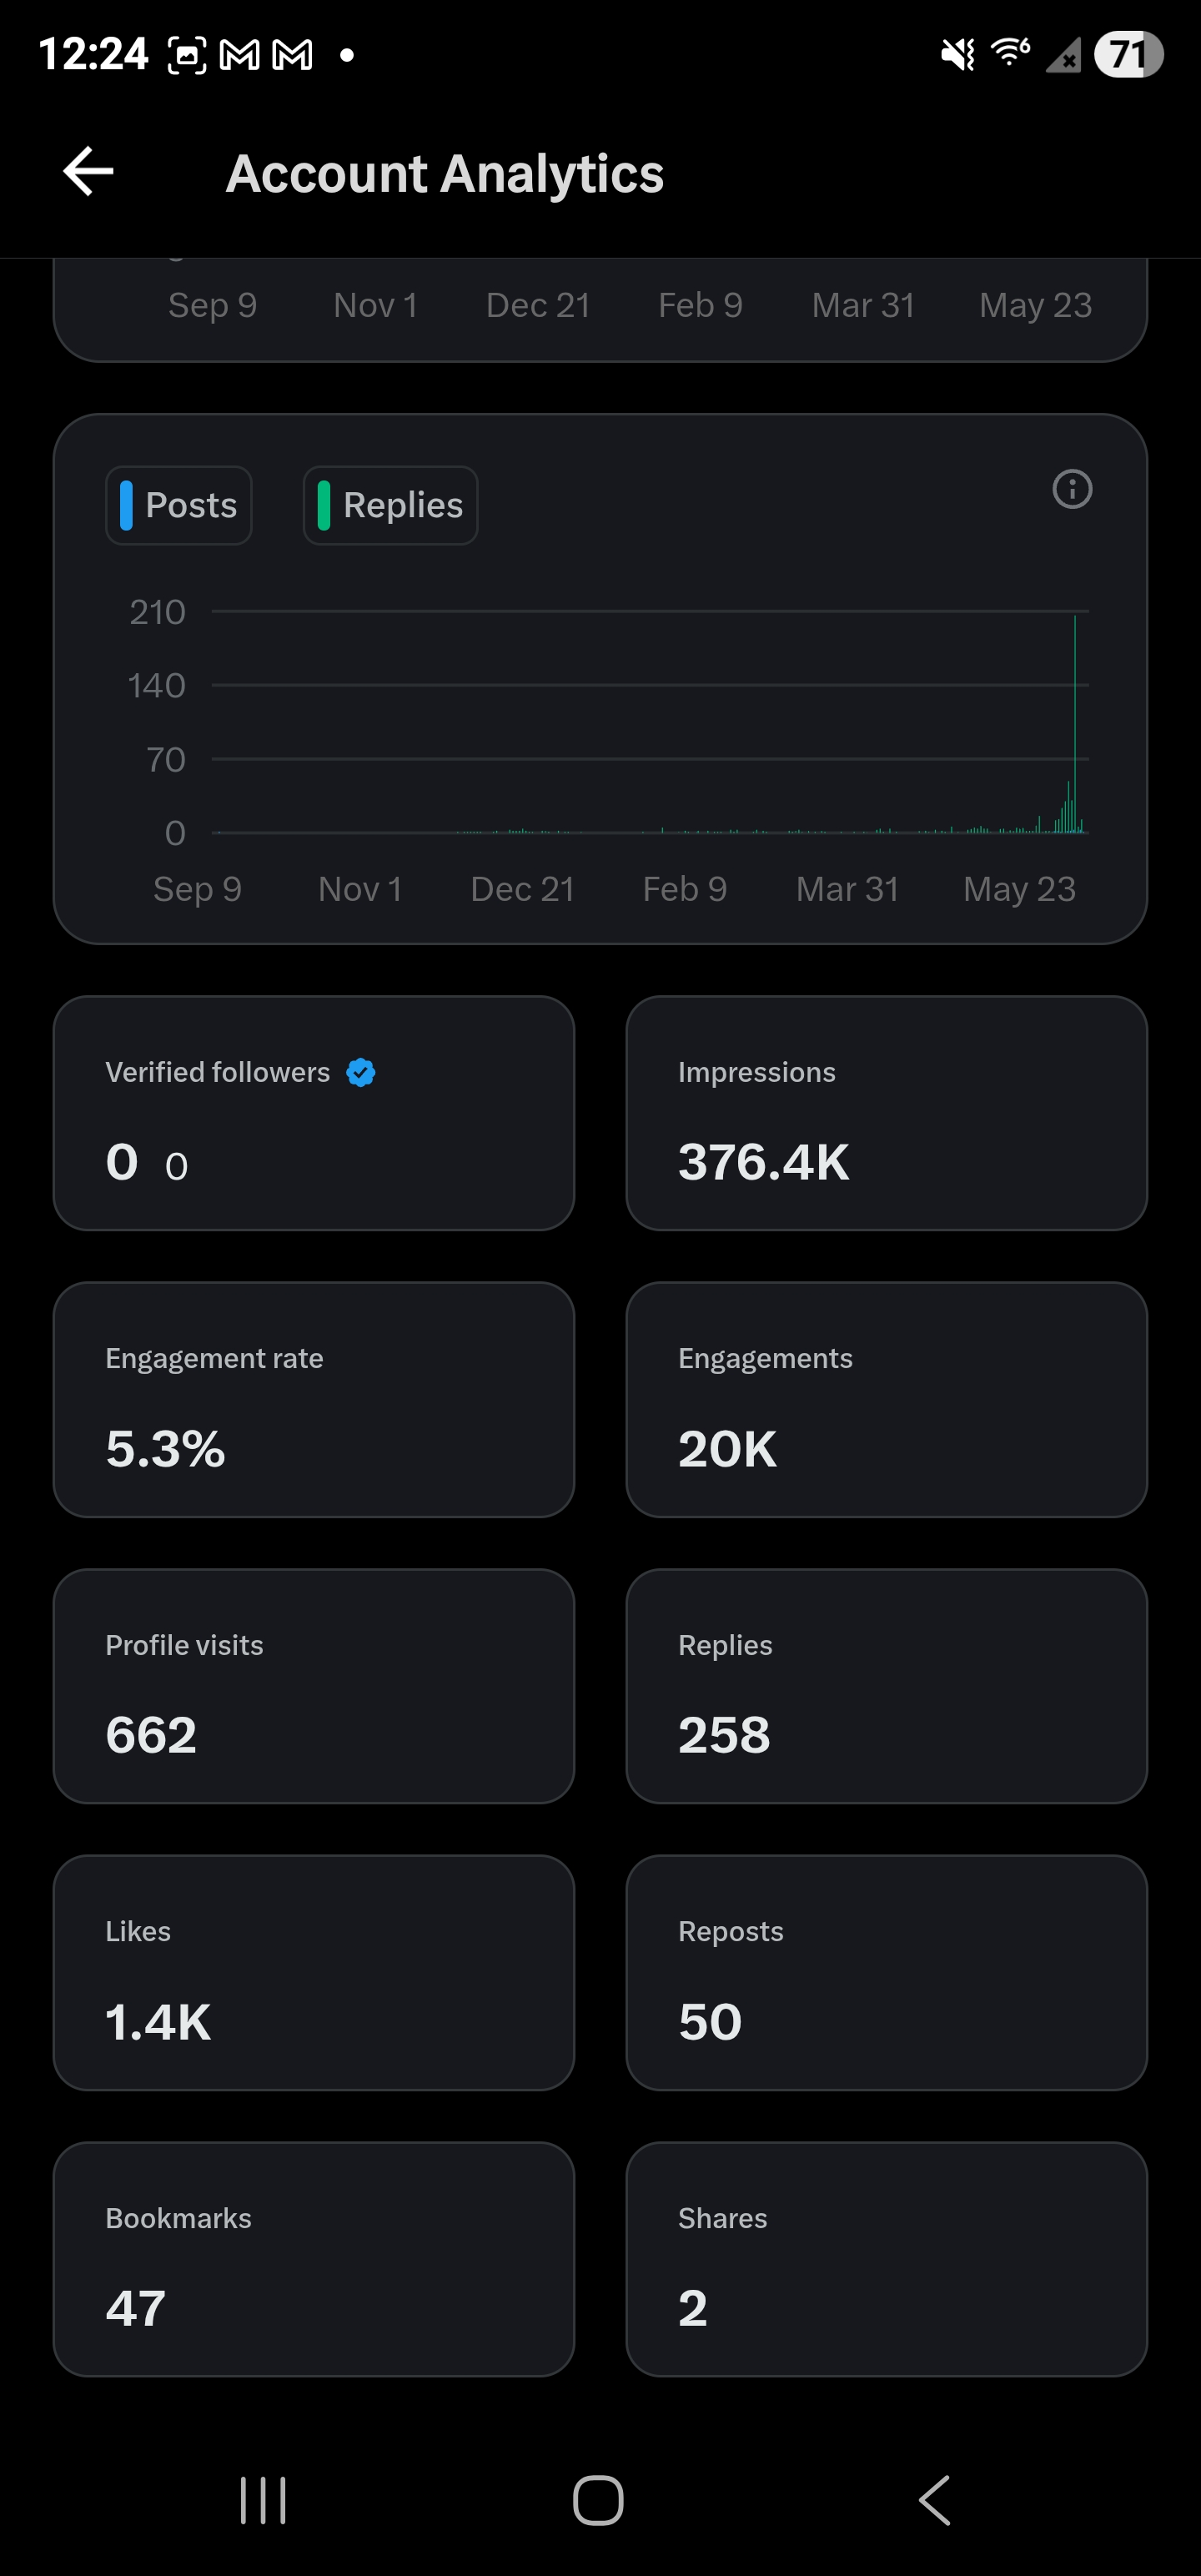 12:24
6
71
Account Analytics
Sep 9 Nov 1 Dec 21 Feb 9 Mar 31 May 23
Posts Replies
210
140
70
0
Sep 9 Nov 1 Dec 21 Feb 9 Mar 31 May 23
Verified followers
0 0
Impressions
376.4K
Engagement rate
5.3%
Engagements
20K
Profile visits
662
Replies
258
Likes
1.4K
Reposts
50
Bookmarks
47
Shares
2